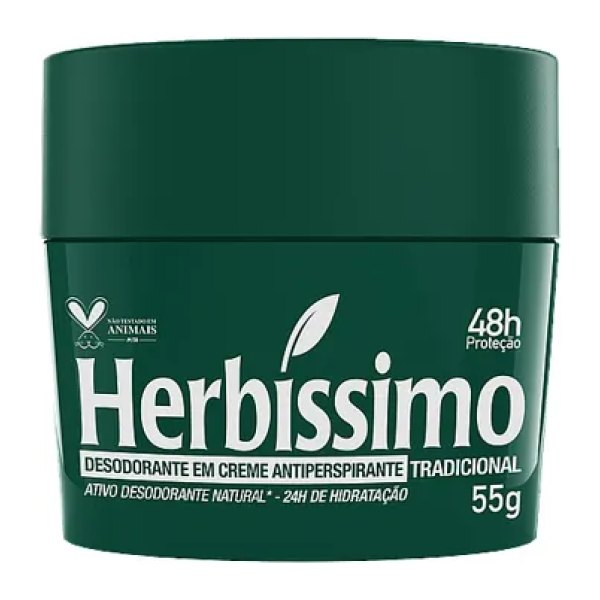 NÃO TESTADO EM
ANIMAIS
48h
Proteção
Herbíssimo
DESODORANTE EM CREME ANTIPERSPIRANTE TRADICIONAL
ATIVO DESODORANTE NATURAL* - 24H DE HIDRATAÇÃO
55g